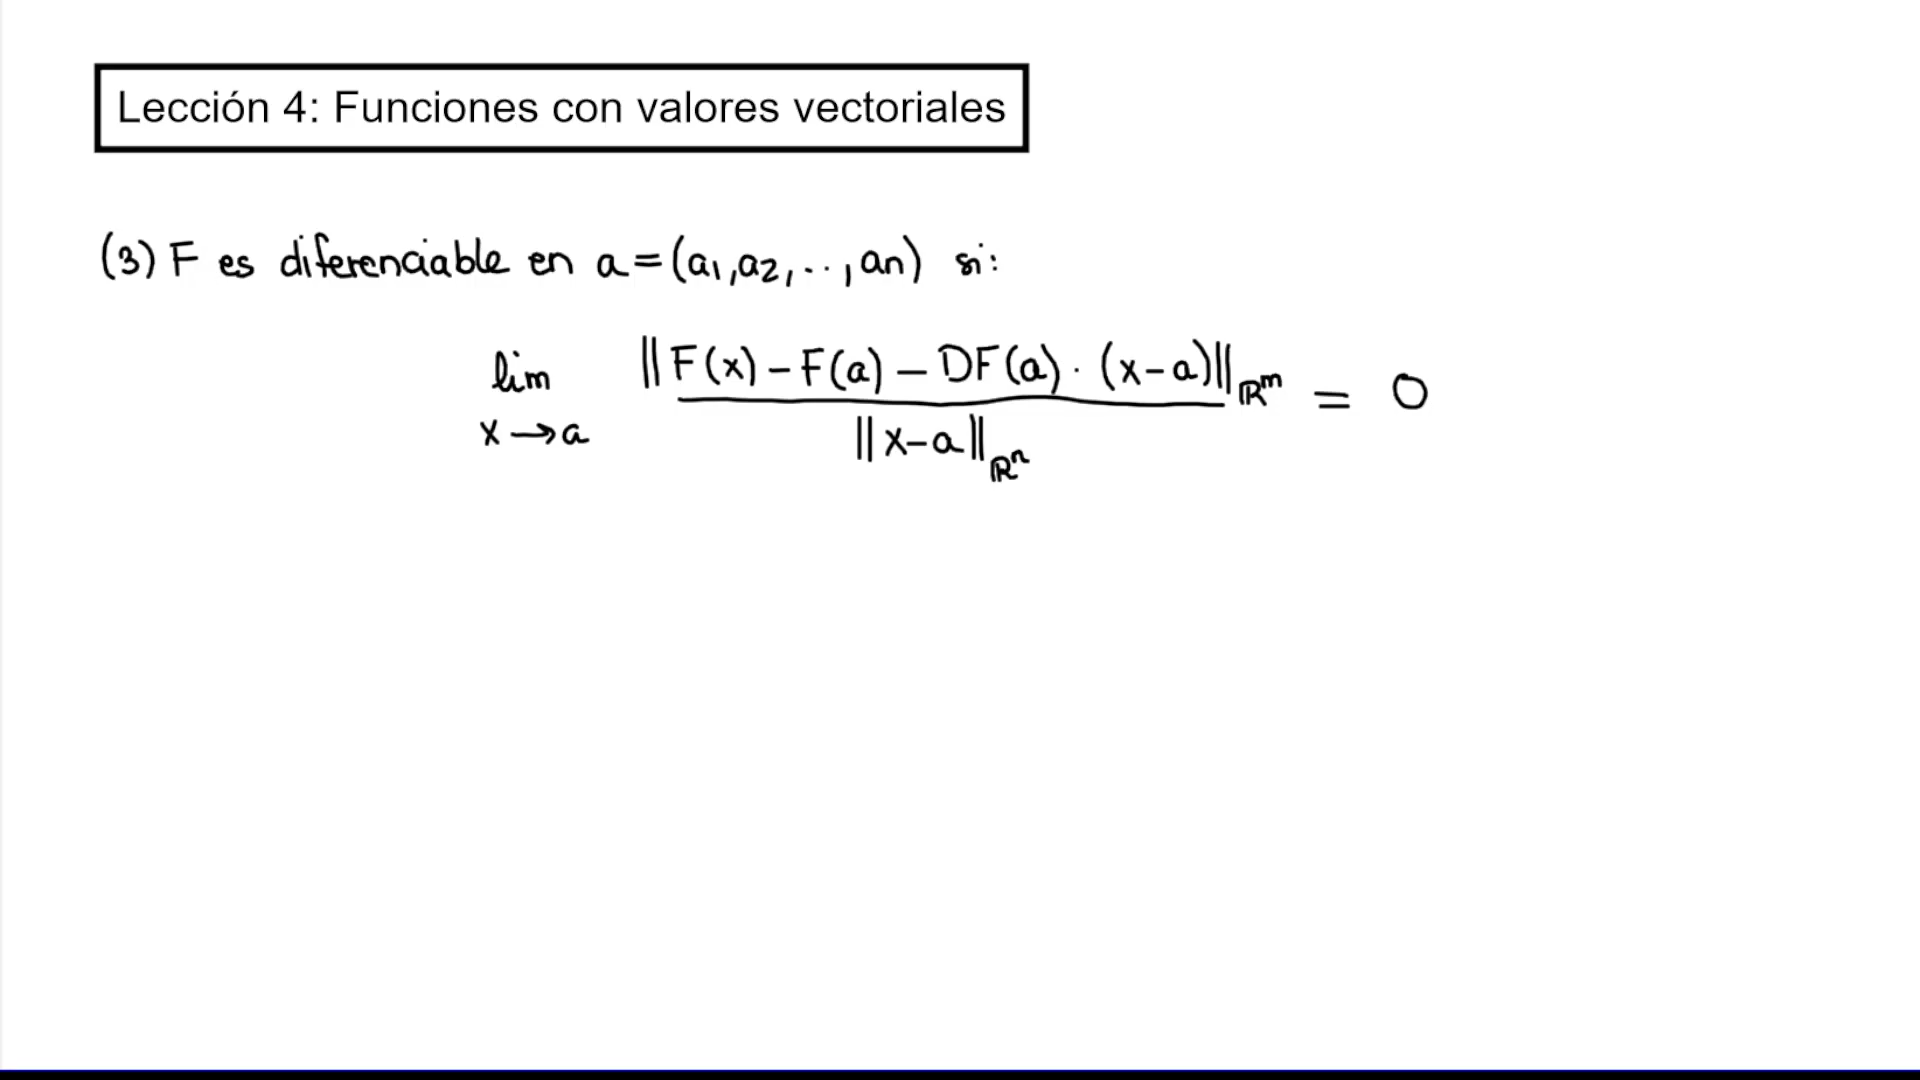 Lección 4: Funciones con valores vectoriales
(3) F es diferenciable en a=(a₁,a₂,..,an) si:
lim x→a ‖F(x)-F(a)-DF(a)·(x-a)‖ℝᵐ / ‖x-a‖ℝⁿ = 0